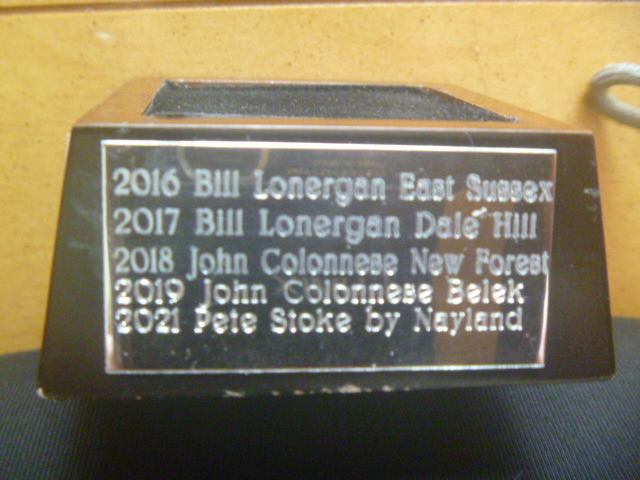 2016 Bill Lonergan East Sussex
2017 Bill Lonergan Dale Hill
2018 John Colonnese New Forest
2019 John Colonnese Belek
2021 Pete Stoke by Nayland